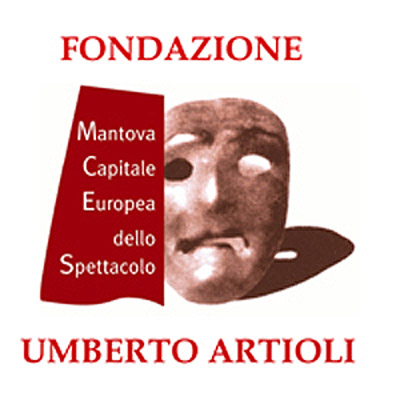 FONDAZIONE
Mantova
Capitale
Europea
dello
Spettacolo
UMBERTO ARTIOLI